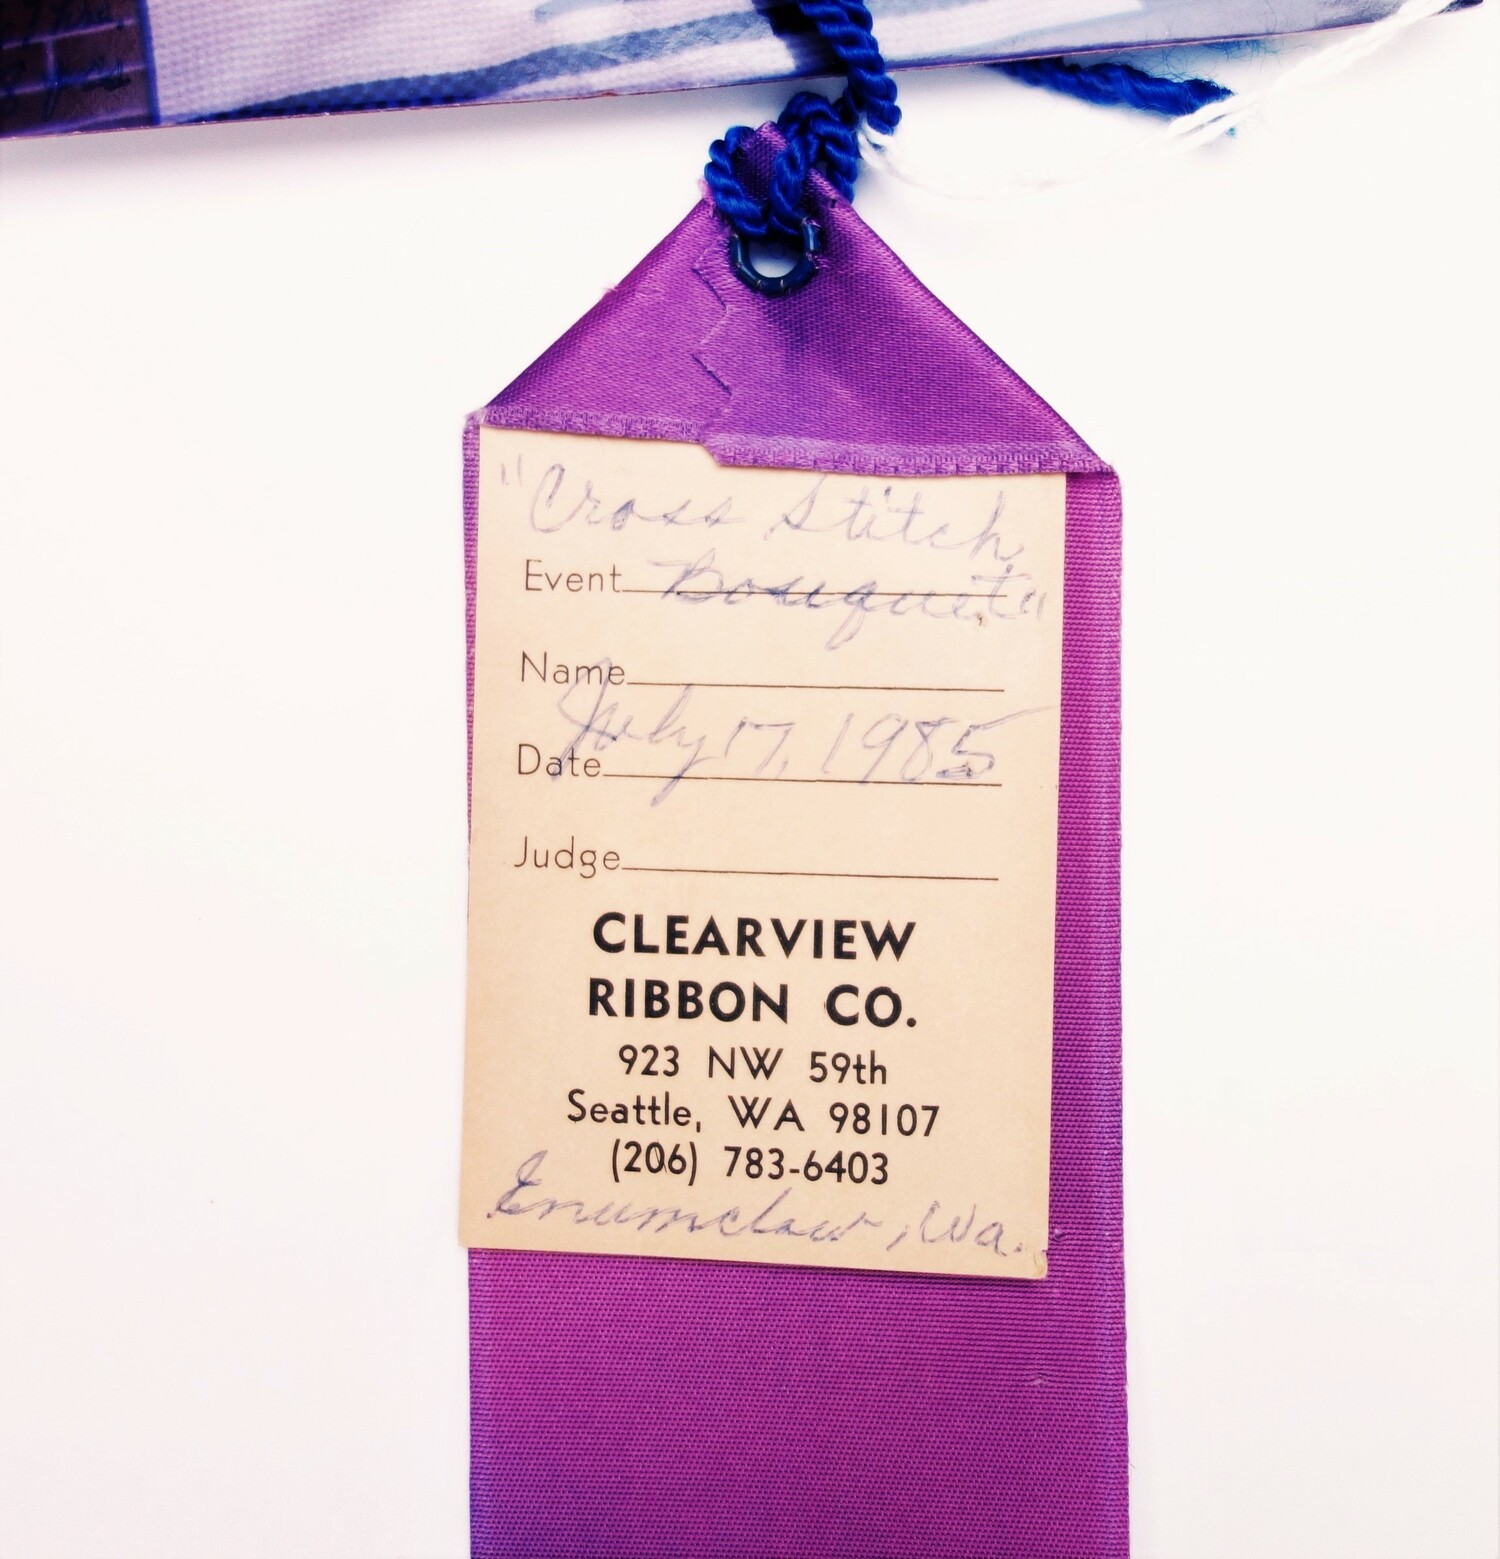 "Cross Stitch
Event Bouquet"
Name
July 17, 1985
Date
Judge
CLEARVIEW
RIBBON CO.
923 NW 59th
Seattle, WA 98107
(206) 783-6403
Enumclaw, Wa.